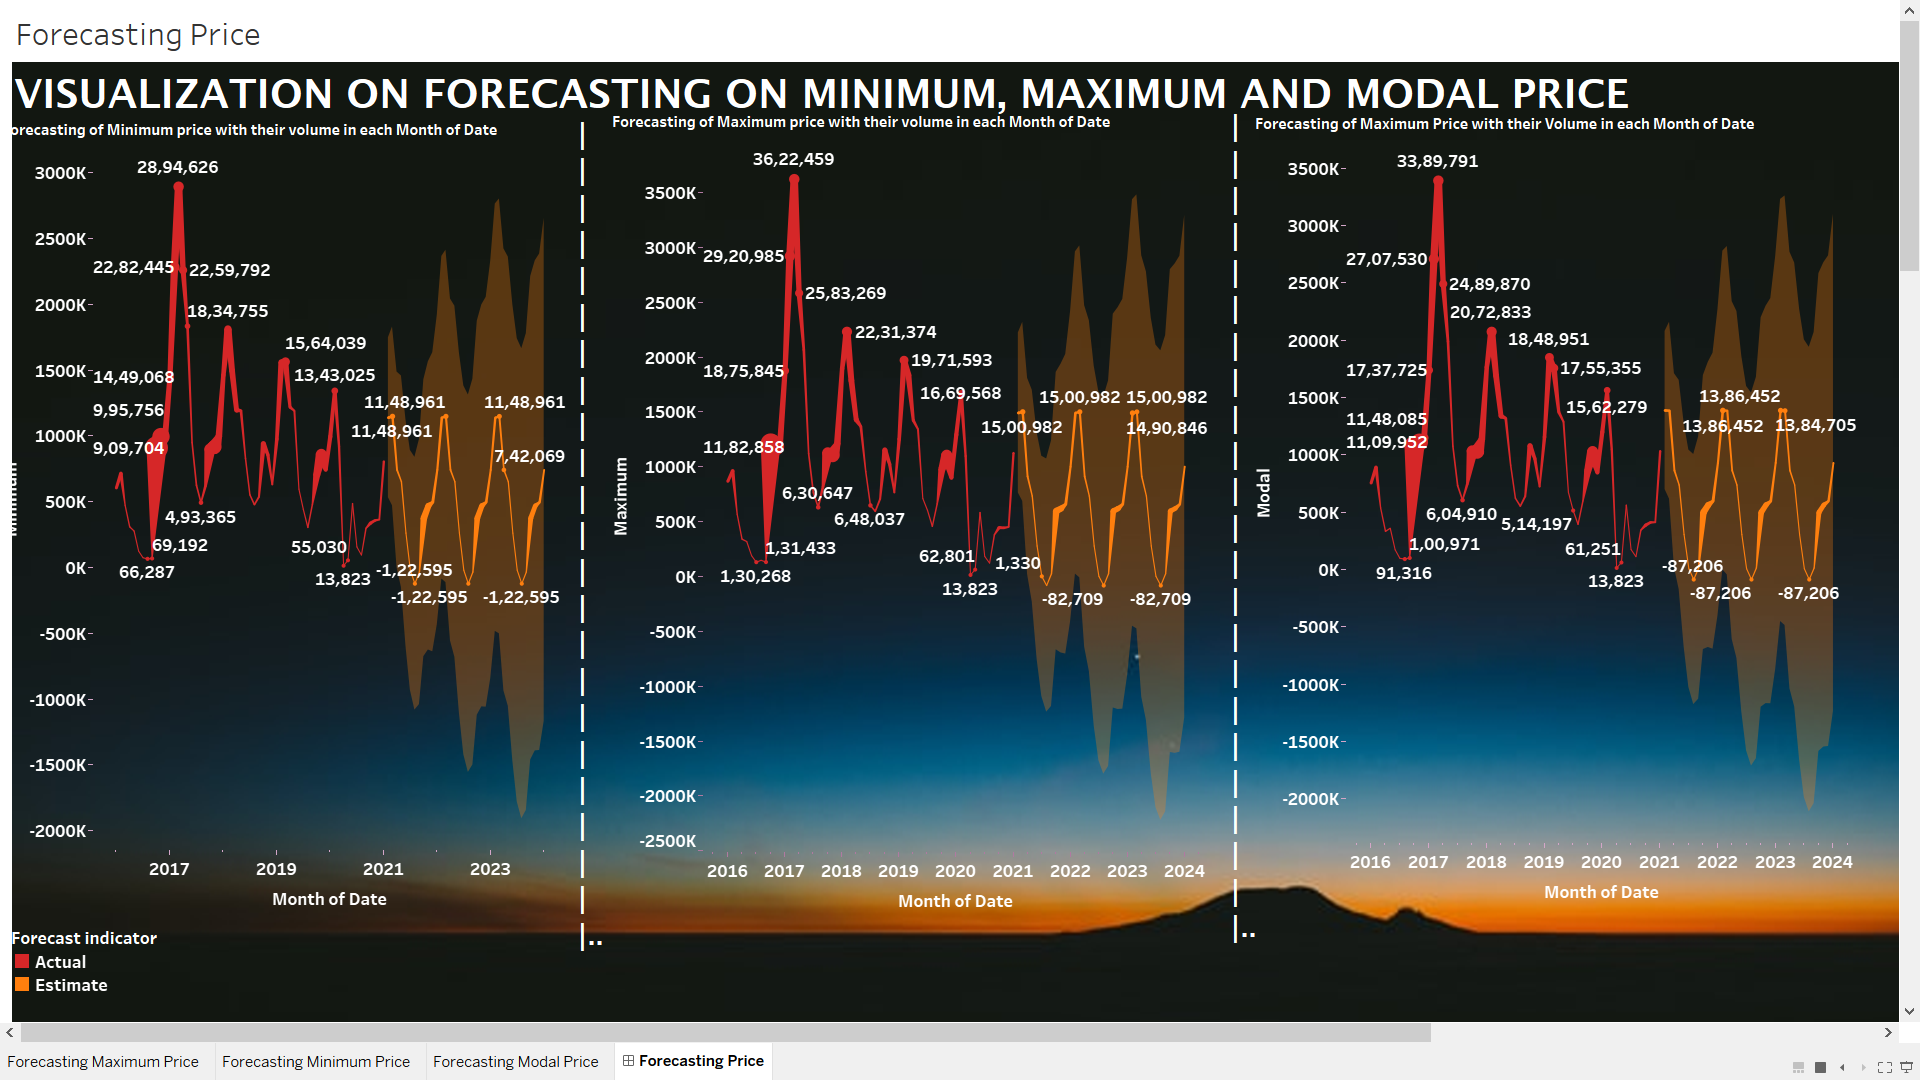 Forecasting Price
VISUALIZATION ON FORECASTING ON MINIMUM, MAXIMUM AND MODAL PRICE
orecasting of Minimum price with their volume in each Month of Date
3000K
2500K
2000K
1500K
1000K
500K
0K
-500K
-1000K
-1500K
-2000K
28,94,626
22,82,445
22,59,792
18,34,755
15,64,039
14,49,068
13,43,025
9,95,756
11,48,961
11,48,961
11,48,961
9,09,704
7,42,069
4,93,365
69,192
66,287
55,030
13,823
-1,22,595
-1,22,595
-1,22,595
2017
2019
2021
2023
Month of Date
Forecasting of Maximum price with their volume in each Month of Date
Maximum
3500K
3000K
2500K
2000K
1500K
1000K
500K
0K
-500K
-1000K
-1500K
-2000K
-2500K
36,22,459
29,20,985
25,83,269
22,31,374
18,75,845
19,71,593
16,69,568
15,00,982
15,00,982
15,00,982
14,90,846
11,82,858
6,30,647
6,48,037
1,31,433
1,30,268
62,801
1,330
13,823
-82,709
-82,709
2016
2017
2018
2019
2020
2021
2022
2023
2024
Month of Date
Forecasting of Maximum Price with their Volume in each Month of Date
Modal
3500K
3000K
2500K
2000K
1500K
1000K
500K
0K
-500K
-1000K
-1500K
-2000K
33,89,791
27,07,530
24,89,870
20,72,833
18,48,951
17,37,725
17,55,355
11,48,085
11,09,952
15,62,279
13,86,452
13,86,452
13,84,705
6,04,910
5,14,197
1,00,971
91,316
61,251
13,823
-87,206
-87,206
-87,206
2016
2017
2018
2019
2020
2021
2022
2023
2024
Month of Date
..
..
Forecast indicator
Actual
Estimate
Forecasting Maximum Price
Forecasting Minimum Price
Forecasting Modal Price
Forecasting Price